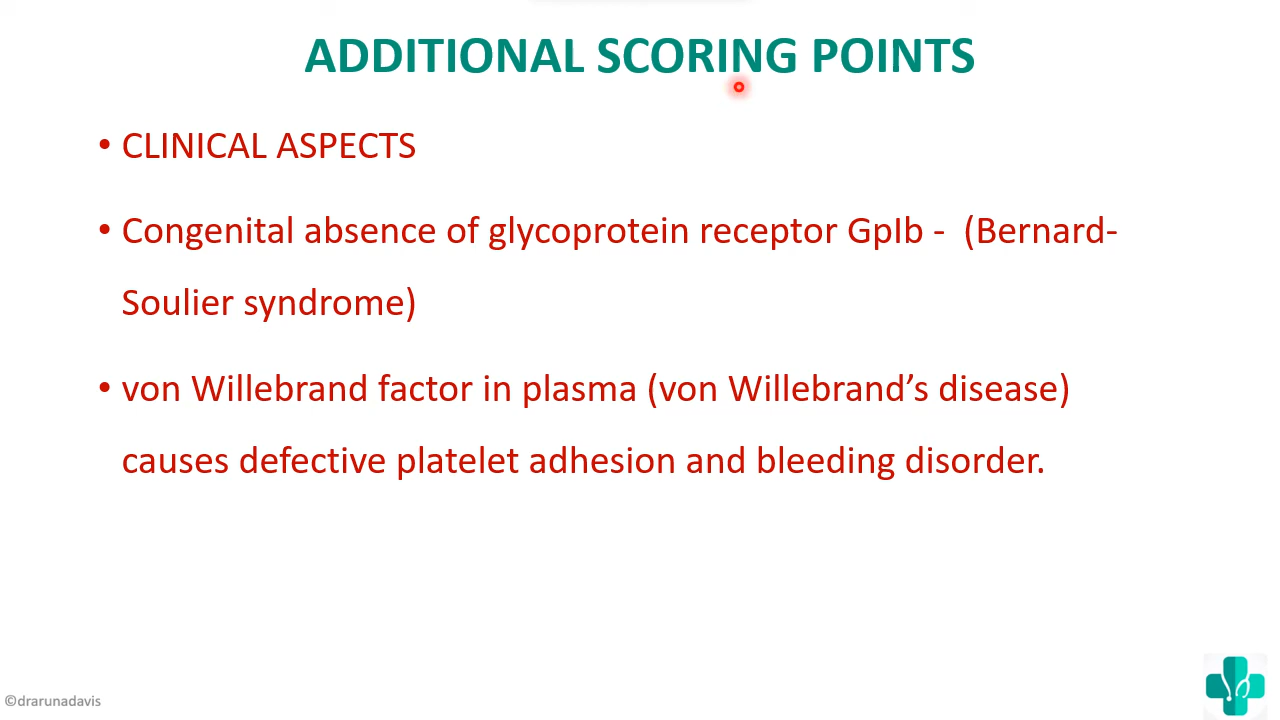 ADDITIONAL SCORING POINTS
• CLINICAL ASPECTS
• Congenital absence of glycoprotein receptor GpIb - (Bernard-
Soulier syndrome)
• von Willebrand factor in plasma (von Willebrand’s disease)
causes defective platelet adhesion and bleeding disorder.
©drarunadavis